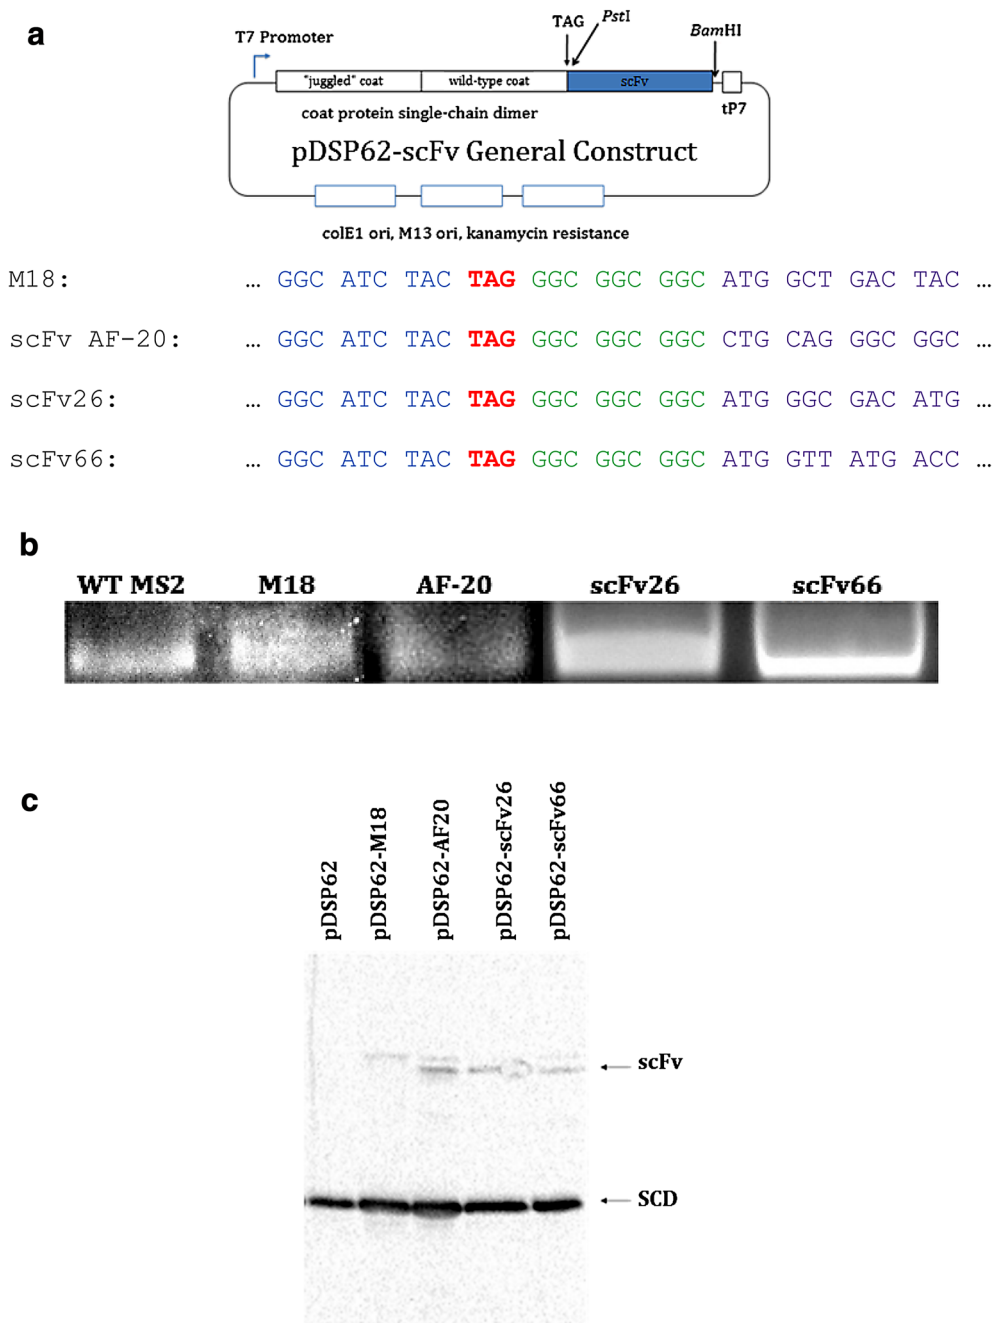 a
T7 Promoter
TAG
PstI
BamHI
"juggled" coat
wild-type coat
scFv
tP7
coat protein single-chain dimer
pDSP62-scFv General Construct
colE1 ori, M13 ori, kanamycin resistance
M18: ... GGC ATC TAC TAG GGC GGC GGC ATG GCT GAC TAC ...
scFv AF-20: ... GGC ATC TAC TAG GGC GGC GGC CTG CAG GGC GGC ...
scFv26: ... GGC ATC TAC TAG GGC GGC GGC ATG GGC GAC ATG ...
scFv66: ... GGC ATC TAC TAG GGC GGC GGC ATG GTT ATG ACC ...
b
WT MS2 M18 AF-20 scFv26 scFv66
c
pDSP62
pDSP62-M18
pDSP62-AF20
pDSP62-scFv26
pDSP62-scFv66
scFv
SCD